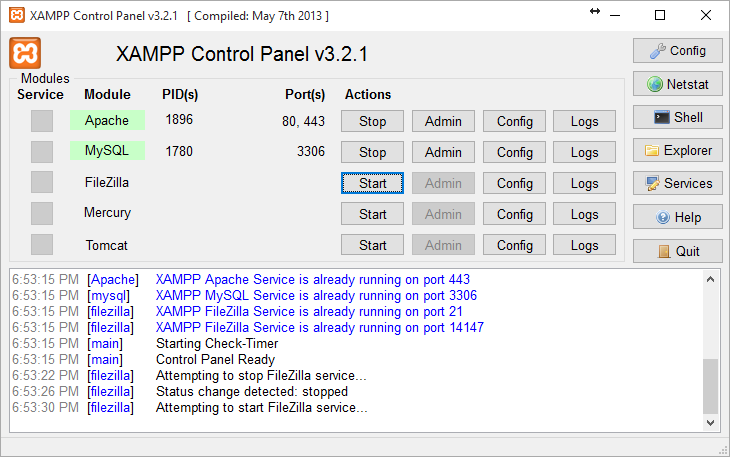 XAMPP Control Panel v3.2.1 [ Compiled: May 7th 2013 ]
XAMPP Control Panel v3.2.1
Config
Modules
Service Module PID(s) Port(s) Actions
Netstat
Apache 1896 80, 443 Stop Admin Config Logs
Shell
MySQL 1780 3306 Stop Admin Config Logs
Explorer
FileZilla Start Admin Config Logs
Services
Mercury Start Admin Config Logs
Help
Tomcat Start Admin Config Logs
Quit
6:53:15 PM [Apache] XAMPP Apache Service is already running on port 443
6:53:15 PM [mysql] XAMPP MySQL Service is already running on port 3306
6:53:15 PM [filezilla] XAMPP FileZilla Service is already running on port 21
6:53:15 PM [filezilla] XAMPP FileZilla Service is already running on port 14147
6:53:15 PM [main] Starting Check-Timer
6:53:15 PM [main] Control Panel Ready
6:53:22 PM [filezilla] Attempting to stop FileZilla service...
6:53:26 PM [filezilla] Status change detected: stopped
6:53:30 PM [filezilla] Attempting to start FileZilla service...